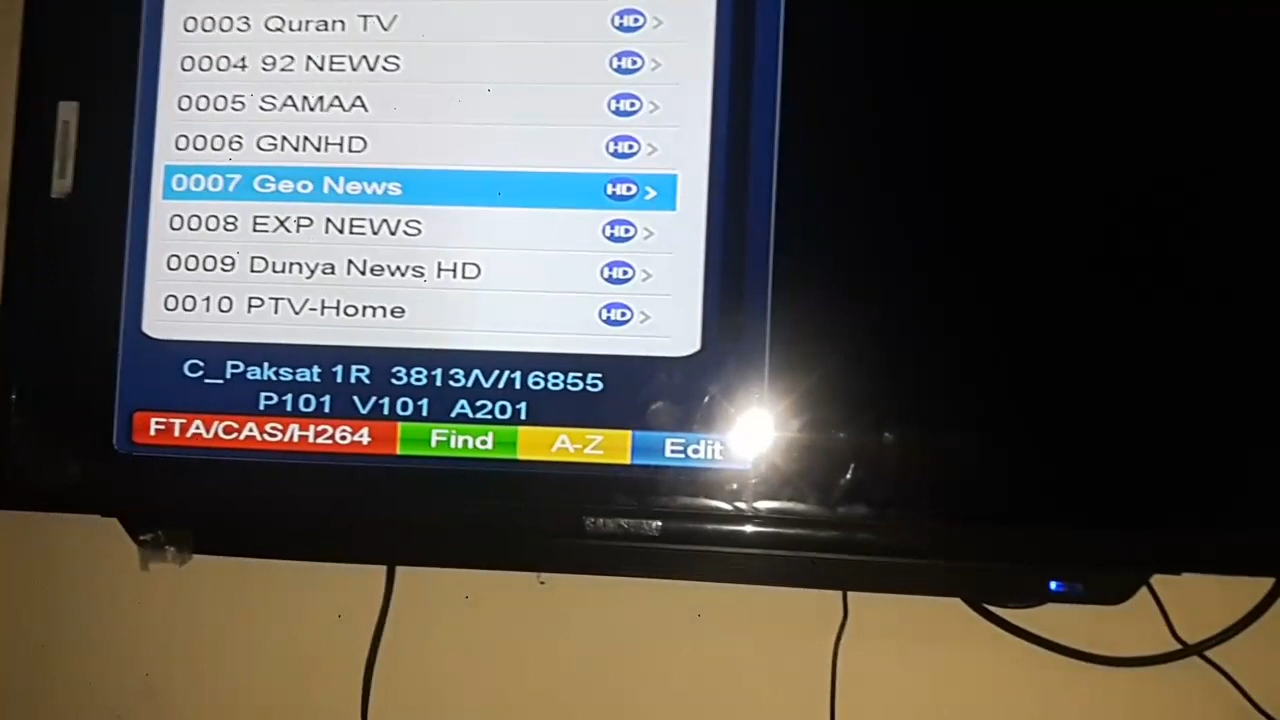 0003 Quran TV HD >
0004 92 NEWS HD >
0005 SAMAA HD >
0006 GNNHD HD >
0007 Geo News HD >
0008 EXP NEWS HD >
0009 Dunya News HD HD >
0010 PTV-Home HD >
C_Paksat 1R 3813/V/16855
P101 V101 A201
FTA/CAS/H264 Find A-Z Edit